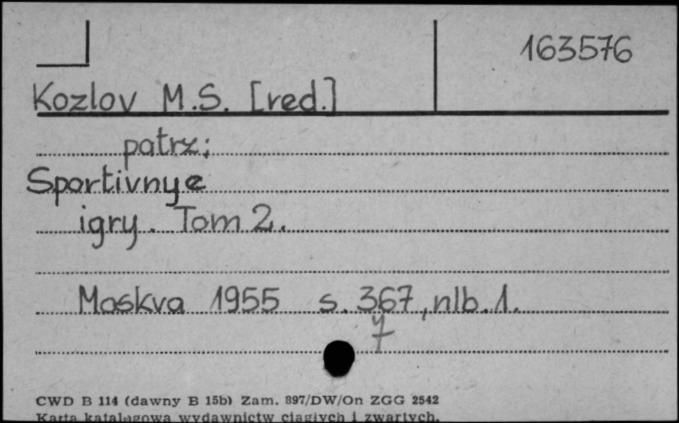 163576
Kozlov M.S. [red.]
patrz:
Sportivnye
igry. Tom 2.
Moskva 1955 s. 367, nlb. 1.
7
CWD B 114 (dawny B 15b) Zam. 897/DW/On ZGG 2542
Karta katalogowa wydawnictw ciągłych i zwartych.